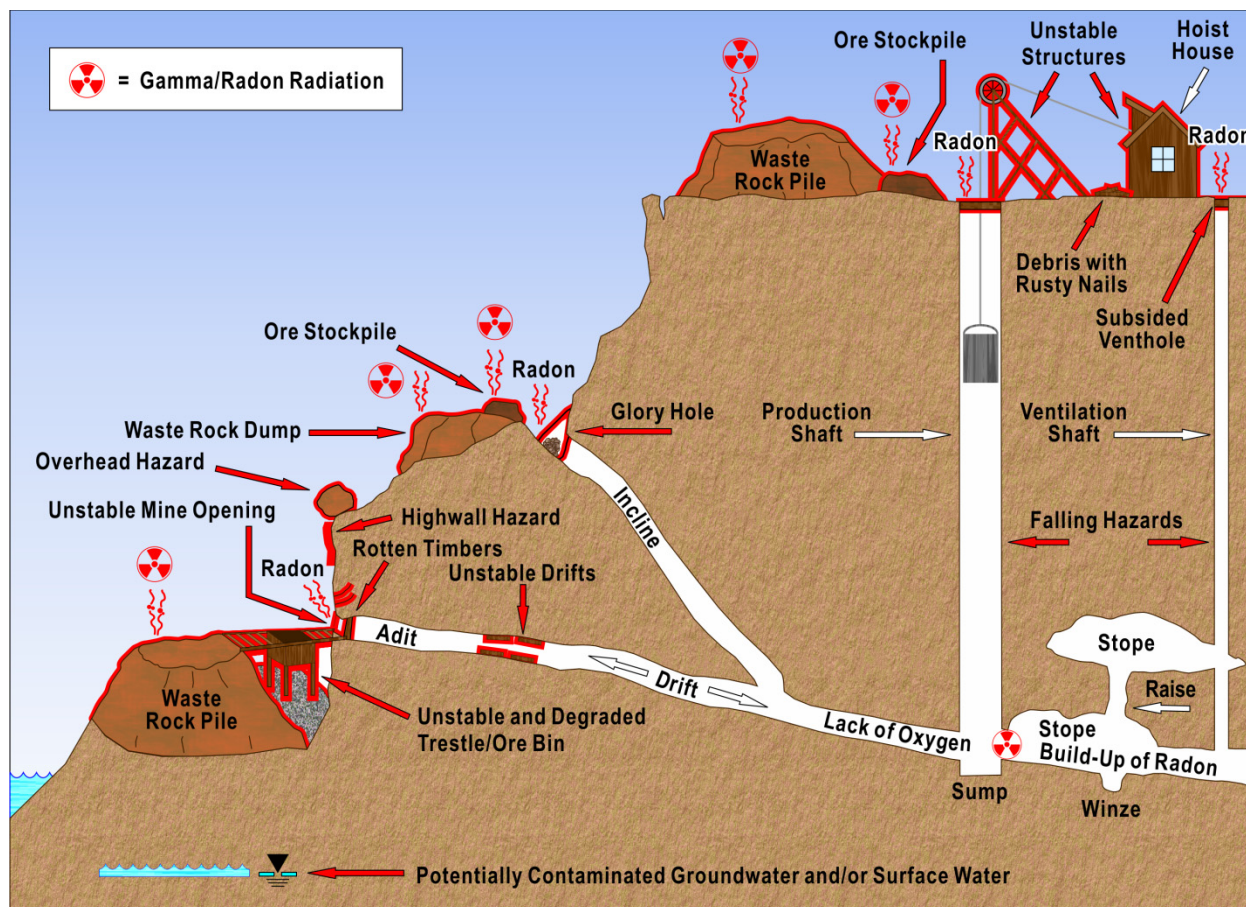 = Gamma/Radon Radiation
Ore Stockpile
Unstable
Structures
Hoist
House
Radon
Radon
Waste
Rock Pile
Debris with
Rusty Nails
Subsided
Venthole
Ore Stockpile
Radon
Glory Hole
Production
Shaft
Ventilation
Shaft
Waste Rock Dump
Overhead Hazard
Unstable Mine Opening
Highwall Hazard
Incline
Falling Hazards
Rotten Timbers
Radon
Unstable Drifts
Adit
Stope
Drift
Raise
Waste
Rock Pile
Unstable and Degraded
Trestle/Ore Bin
Lack of Oxygen
Stope
Build-Up of Radon
Sump
Winze
Potentially Contaminated Groundwater and/or Surface Water